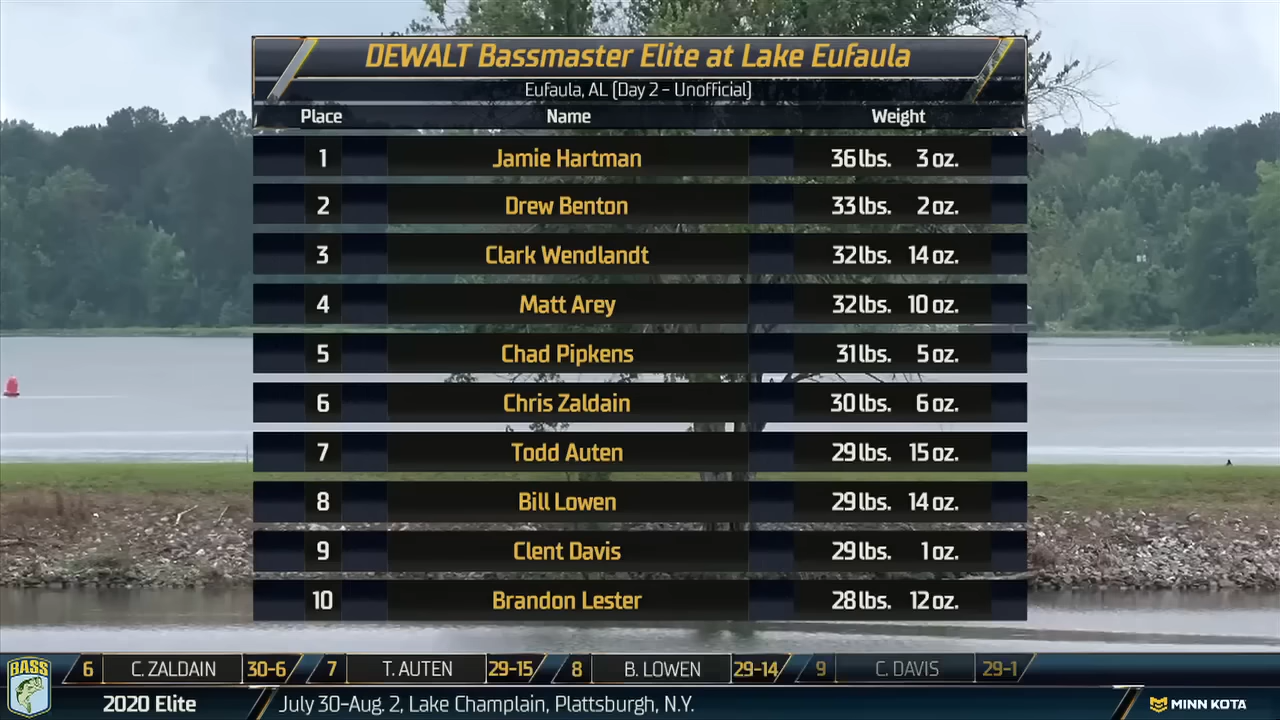 DEWALT Bassmaster Elite at Lake Eufaula
Eufaula, AL (Day 2 - Unofficial)
Place Name Weight
1 Jamie Hartman 36 lbs. 3 oz.
2 Drew Benton 33 lbs. 2 oz.
3 Clark Wendlandt 32 lbs. 14 oz.
4 Matt Arey 32 lbs. 10 oz.
5 Chad Pipkens 31 lbs. 5 oz.
6 Chris Zaldain 30 lbs. 6 oz.
7 Todd Auten 29 lbs. 15 oz.
8 Bill Lowen 29 lbs. 14 oz.
9 Clent Davis 29 lbs. 1 oz.
10 Brandon Lester 28 lbs. 12 oz.
BASS 6 C. ZALDAIN 30-6 7 T. AUTEN 29-15 8 B. LOWEN 29-14 9 C. DAVIS 29-1
2020 Elite July 30-Aug. 2, Lake Champlain, Plattsburgh, N.Y. MINN KOTA